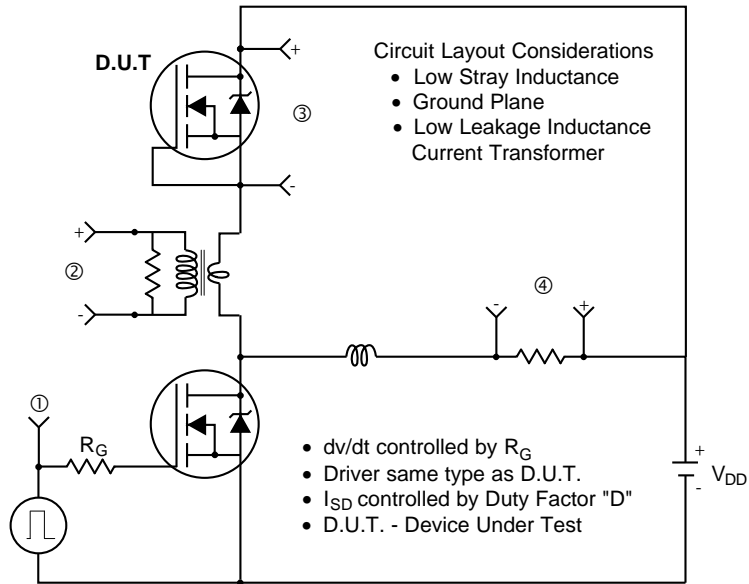 D.U.T
+
③
-
Circuit Layout Considerations
• Low Stray Inductance
• Ground Plane
• Low Leakage Inductance
Current Transformer
+
②
-
④
-
+
①
RG
• dv/dt controlled by RG
• Driver same type as D.U.T.
• ISD controlled by Duty Factor "D"
• D.U.T. - Device Under Test
+
VDD
-